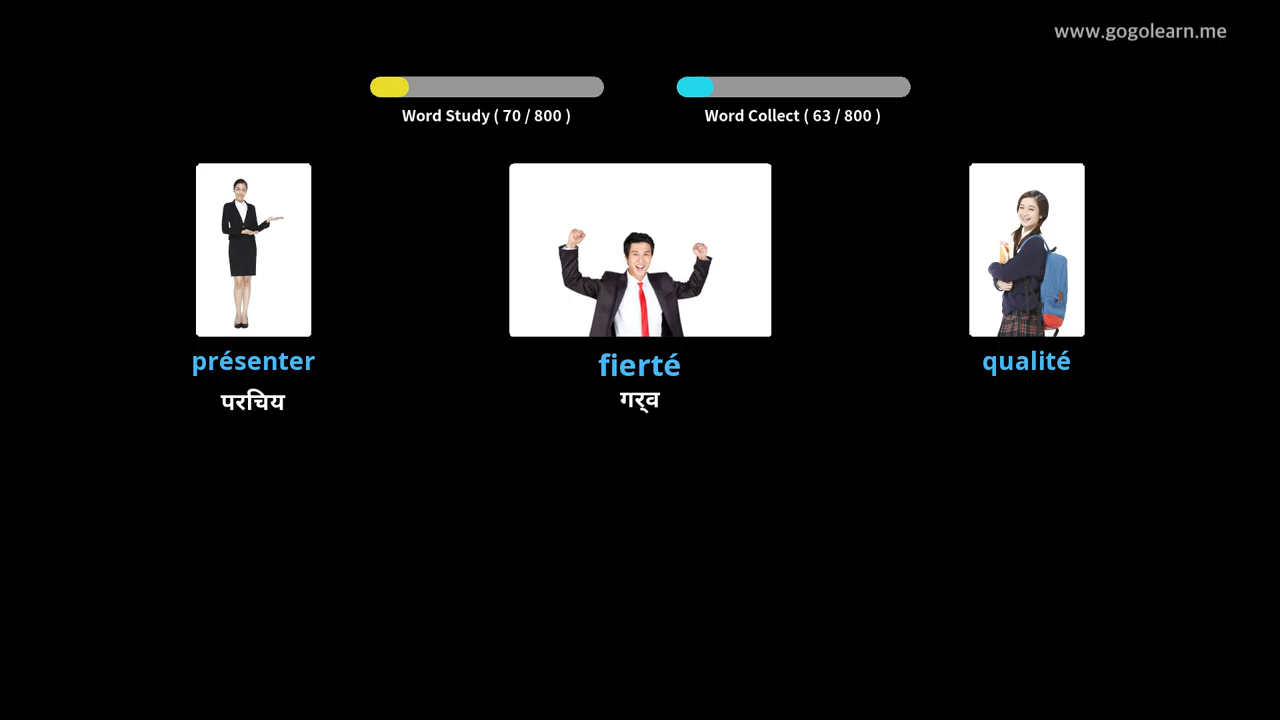 www.gogolearn.me
Word Study ( 70 / 800 )
Word Collect ( 63 / 800 )
présenter
fierté
qualité
परिचय
गर्व